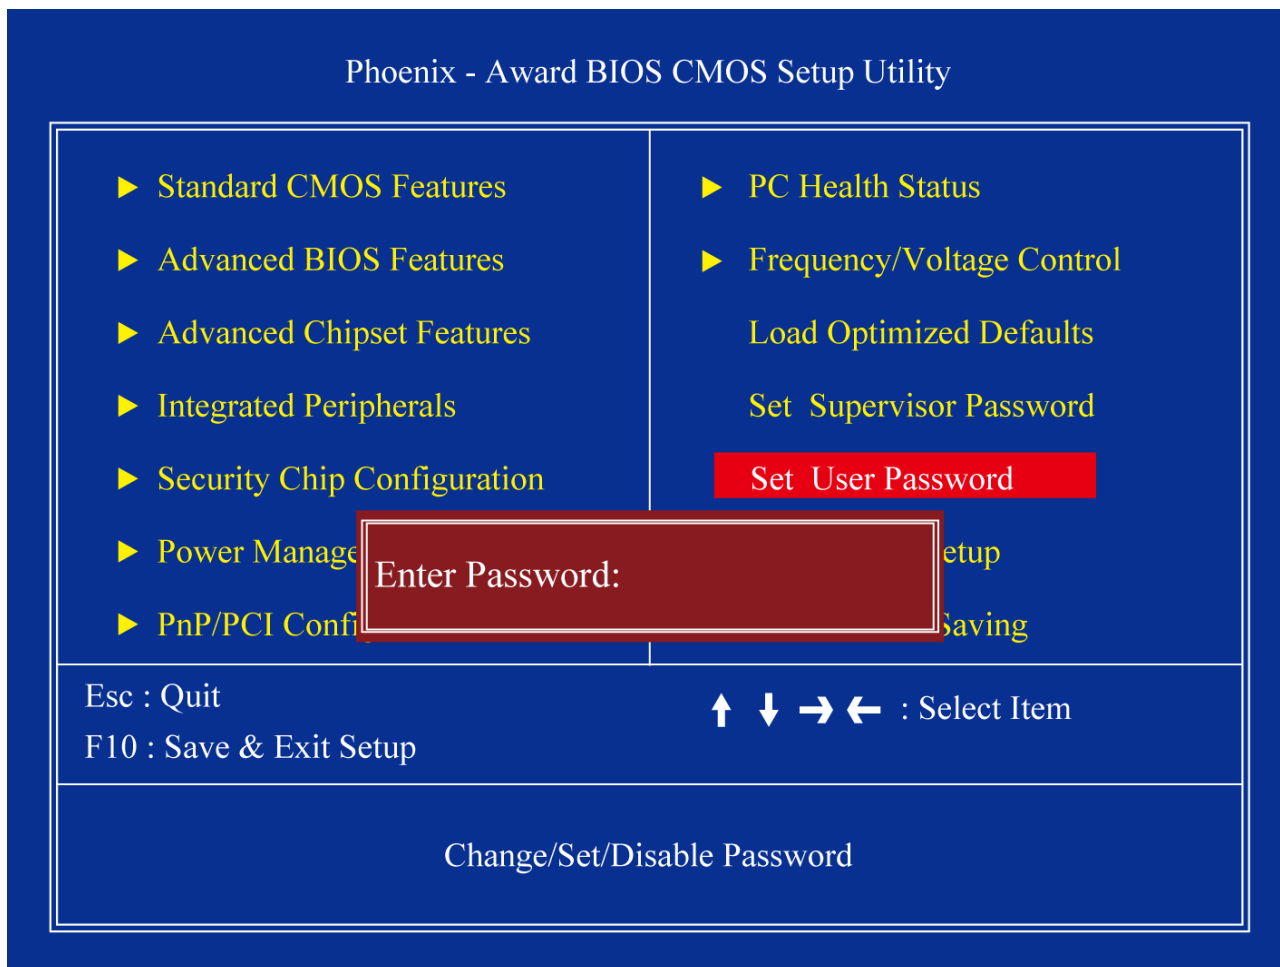 Phoenix - Award BIOS CMOS Setup Utility
Standard CMOS Features
Advanced BIOS Features
Advanced Chipset Features
Integrated Peripherals
Security Chip Configuration
Power Manage
PnP/PCI Confi
PC Health Status
Frequency/Voltage Control
Load Optimized Defaults
Set Supervisor Password
Set User Password
etup
Saving
Enter Password:
Esc : Quit
F10 : Save & Exit Setup
: Select Item
Change/Set/Disable Password